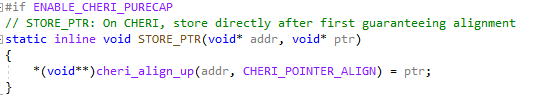 #if ENABLE_CHERI_PURECAP
// STORE_PTR: On CHERI, store directly after first guaranteeing alignment
static inline void STORE_PTR(void* addr, void* ptr)
{
    *(void**)cheri_align_up(addr, CHERI_POINTER_ALIGN) = ptr;
}